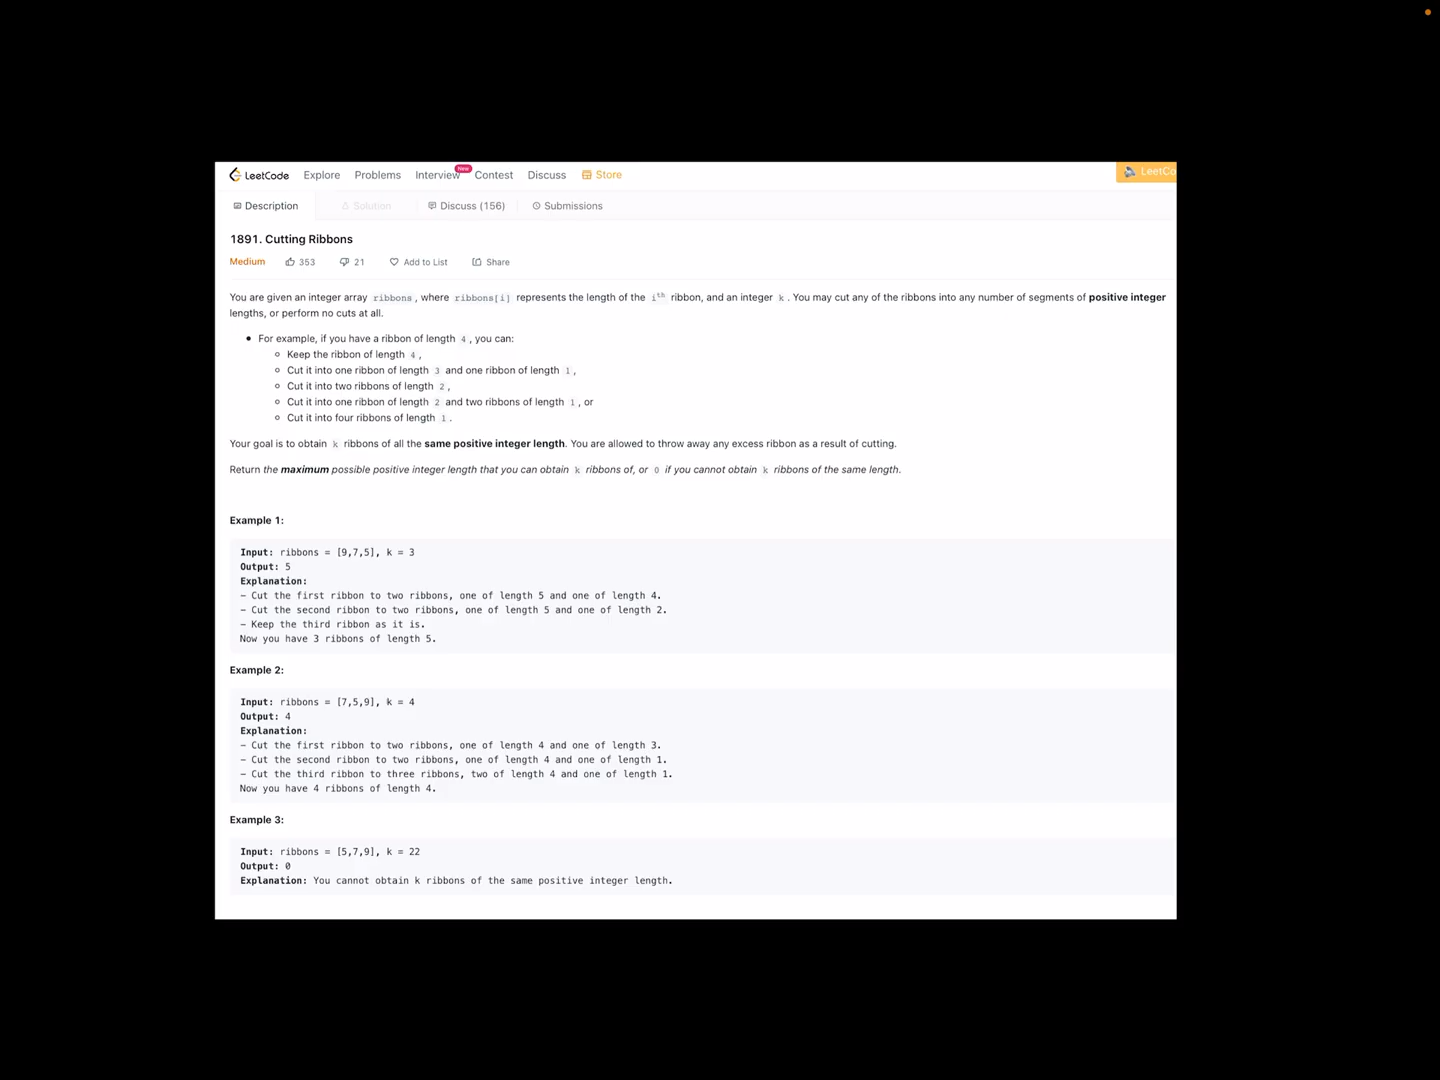 LeetCode Explore Problems Interview New Contest Discuss Store LeetCo
Description Solution Discuss (156) Submissions
1891. Cutting Ribbons
Medium 353 21 Add to List Share
You are given an integer array ribbons, where ribbons[i] represents the length of the iᵗʰ ribbon, and an integer k. You may cut any of the ribbons into any number of segments of positive integer
lengths, or perform no cuts at all.
• For example, if you have a ribbon of length 4, you can:
◦ Keep the ribbon of length 4,
◦ Cut it into one ribbon of length 3 and one ribbon of length 1,
◦ Cut it into two ribbons of length 2,
◦ Cut it into one ribbon of length 2 and two ribbons of length 1, or
◦ Cut it into four ribbons of length 1.
Your goal is to obtain k ribbons of all the same positive integer length. You are allowed to throw away any excess ribbon as a result of cutting.
Return the maximum possible positive integer length that you can obtain k ribbons of, or 0 if you cannot obtain k ribbons of the same length.
Example 1:
Input: ribbons = [9,7,5], k = 3
Output: 5
Explanation:
- Cut the first ribbon to two ribbons, one of length 5 and one of length 4.
- Cut the second ribbon to two ribbons, one of length 5 and one of length 2.
- Keep the third ribbon as it is.
Now you have 3 ribbons of length 5.
Example 2:
Input: ribbons = [7,5,9], k = 4
Output: 4
Explanation:
- Cut the first ribbon to two ribbons, one of length 4 and one of length 3.
- Cut the second ribbon to two ribbons, one of length 4 and one of length 1.
- Cut the third ribbon to three ribbons, two of length 4 and one of length 1.
Now you have 4 ribbons of length 4.
Example 3:
Input: ribbons = [5,7,9], k = 22
Output: 0
Explanation: You cannot obtain k ribbons of the same positive integer length.